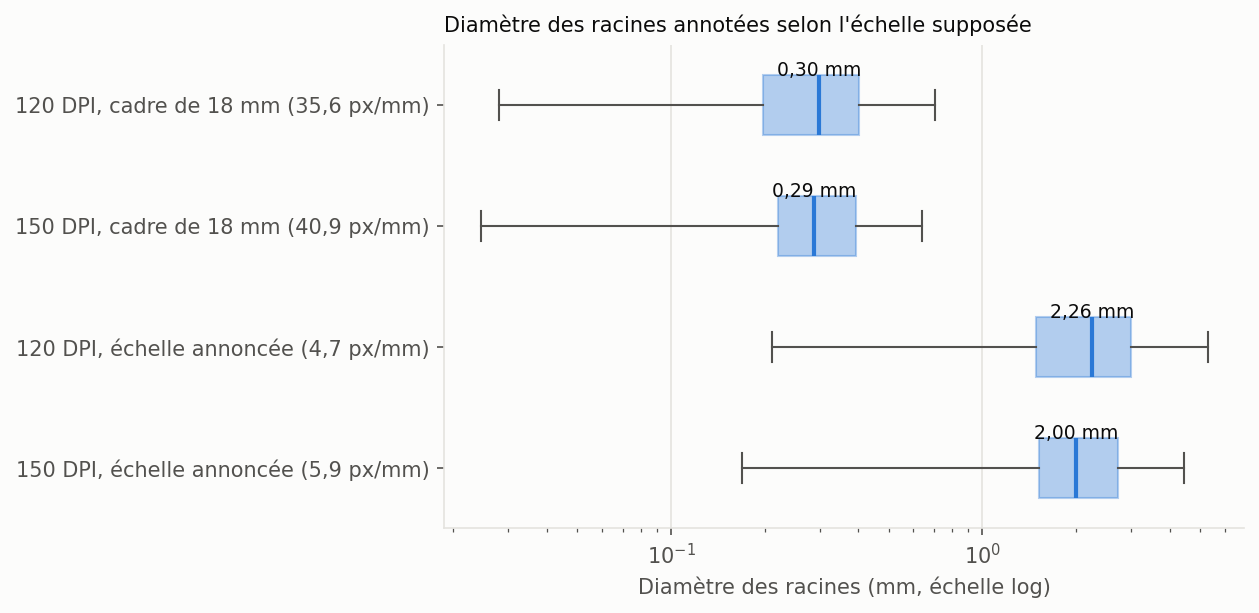 Diamètre des racines annotées selon l'échelle supposée
120 DPI, cadre de 18 mm (35,6 px/mm)
0,30 mm
150 DPI, cadre de 18 mm (40,9 px/mm)
0,29 mm
120 DPI, échelle annoncée (4,7 px/mm)
2,26 mm
150 DPI, échelle annoncée (5,9 px/mm)
2,00 mm
10⁻¹ 10⁰
Diamètre des racines (mm, échelle log)